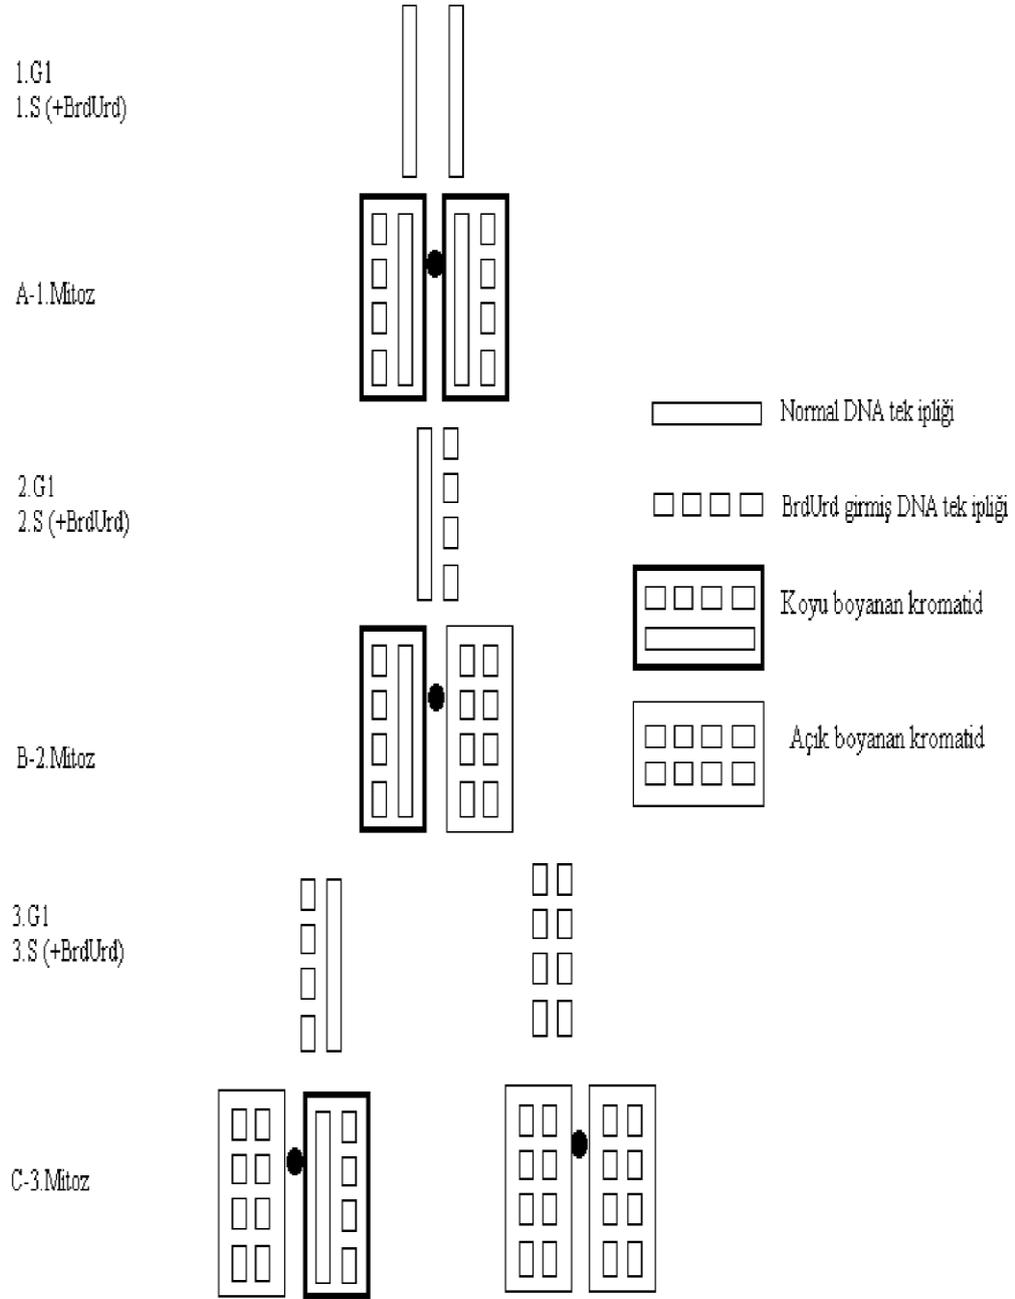 1.G1
1.S (+BrdUrd)
A-1.Mitoz
Normal DNA tek ipliği
2.G1
2.S (+BrdUrd)
BrdUrd girmiş DNA tek ipliği
Koyu boyanan kromatid
Açık boyanan kromatid
B-2.Mitoz
3.G1
3.S (+BrdUrd)
C-3.Mitoz